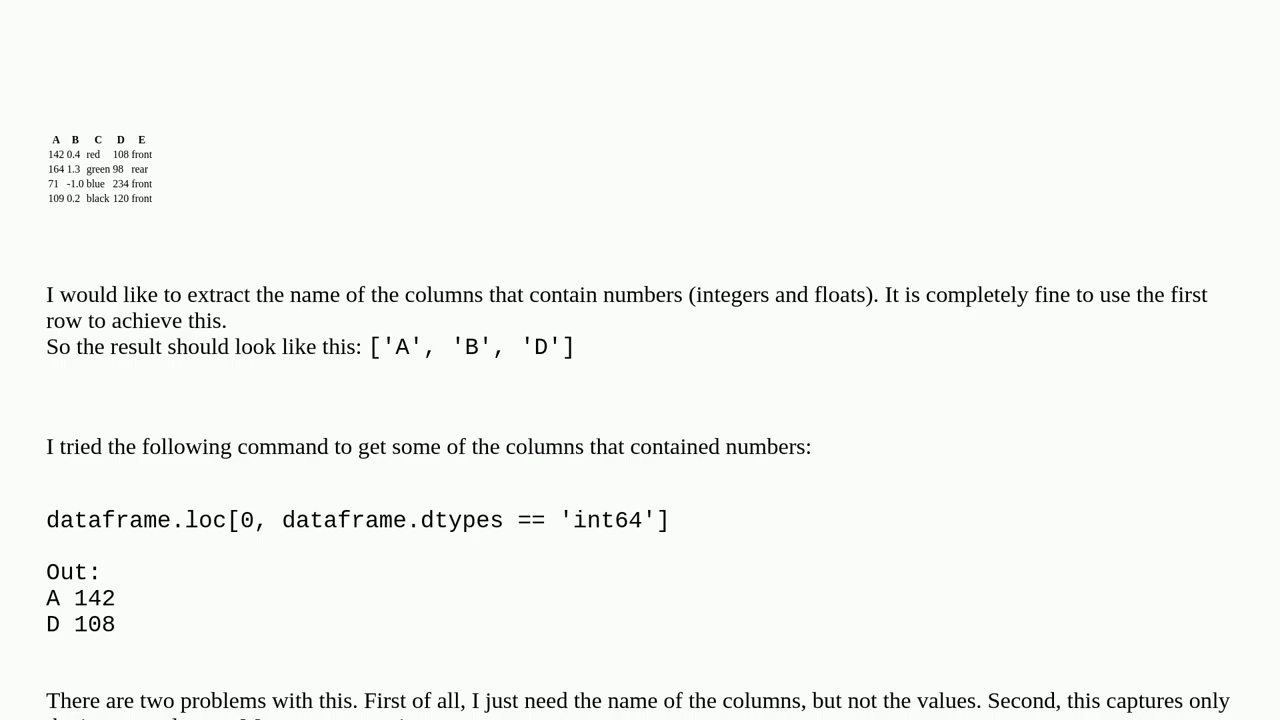 A B C D E
142 0.4 red 108 front
164 1.3 green 98 rear
71 -1.0 blue 234 front
109 0.2 black 120 front
I would like to extract the name of the columns that contain numbers (integers and floats). It is completely fine to use the first
row to achieve this.
So the result should look like this: ['A', 'B', 'D']
I tried the following command to get some of the columns that contained numbers:
dataframe.loc[0, dataframe.dtypes == 'int64']
Out:
A 142
D 108
There are two problems with this. First of all, I just need the name of the columns, but not the values. Second, this captures only